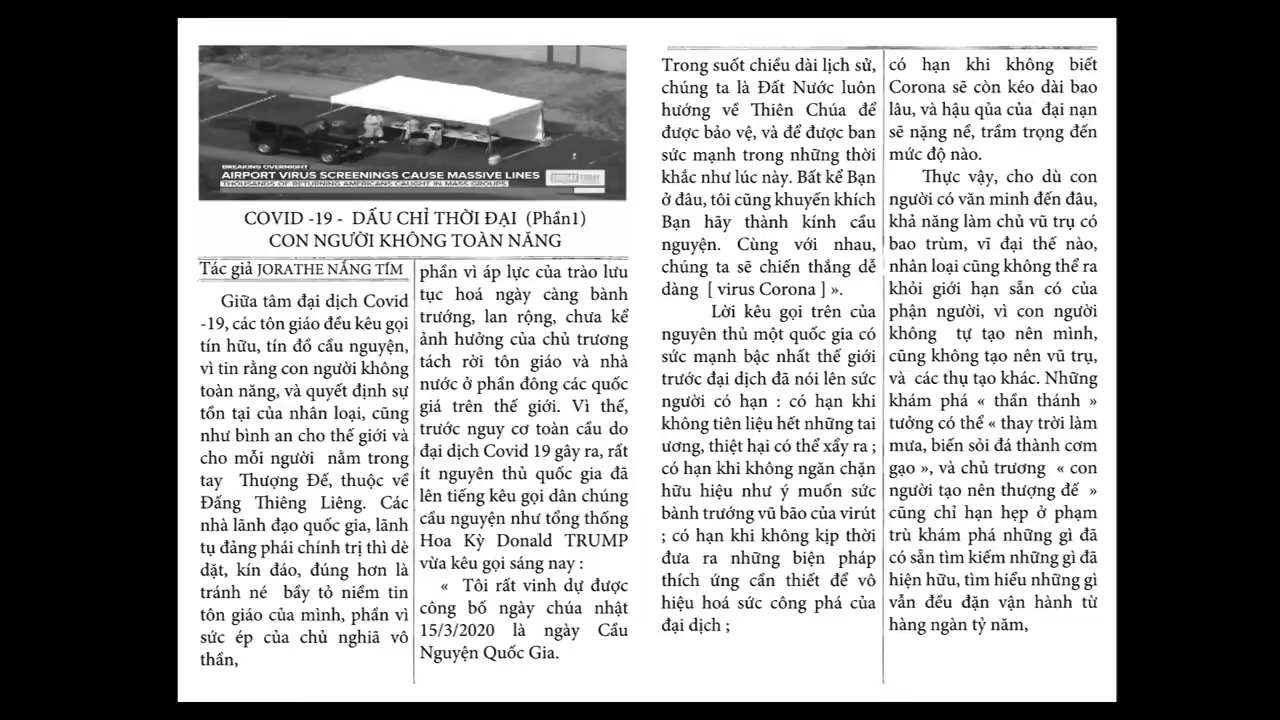 BREAKING OVERNIGHT
AIRPORT VIRUS SCREENINGS CAUSE MASSIVE LINES
THOUSANDS OF RETURNING AMERICANS CAUGHT IN MASS GROUPS
COVID -19 - DẤU CHỈ THỜI ĐẠI (Phần1)
CON NGƯỜI KHÔNG TOÀN NĂNG
Tác giả JORATHE NẮNG TÍM
Giữa tâm đại dịch Covid
-19, các tôn giáo đều kêu gọi
tín hữu, tín đồ cầu nguyện,
vì tin rằng con người không
toàn năng, và quyết định sự
tồn tại của nhân loại, cũng
như bình an cho thế giới và
cho mỗi người nằm trong
tay Thượng Đế, thuộc về
Đấng Thiêng Liêng. Các
nhà lãnh đạo quốc gia, lãnh
tụ đảng phái chính trị thì dè
dặt, kín đáo, đúng hơn là
tránh né bầy tỏ niềm tin
tôn giáo của mình, phần vì
sức ép của chủ nghiã vô
thần,
phần vì áp lực của trào lưu
tục hoá ngày càng bành
trướng, lan rộng, chưa kể
ảnh hưởng của chủ trương
tách rời tôn giáo và nhà
nước ở phần đông các quốc
giá trên thế giới. Vì thế,
trước nguy cơ toàn cầu do
đại dịch Covid 19 gây ra, rất
ít nguyên thủ quốc gia đã
lên tiếng kêu gọi dân chúng
cầu nguyện như tổng thống
Hoa Kỳ Donald TRUMP
vừa kêu gọi sáng nay :
« Tôi rất vinh dự được
công bố ngày chúa nhật
15/3/2020 là ngày Cầu
Nguyện Quốc Gia.
Trong suốt chiều dài lịch sử,
chúng ta là Đất Nước luôn
hướng về Thiên Chúa để
được bảo vệ, và để được ban
sức mạnh trong những thời
khắc như lúc này. Bất kể Bạn
ở đâu, tôi cũng khuyến khích
Bạn hãy thành kính cầu
nguyện. Cùng với nhau,
chúng ta sẽ chiến thắng dễ
dàng [ virus Corona ] ».
Lời kêu gọi trên của
nguyên thủ một quốc gia có
sức mạnh bậc nhất thế giới
trước đại dịch đã nói lên sức
người có hạn : có hạn khi
không tiên liệu hết những tai
ương, thiệt hại có thể xẩy ra ;
có hạn khi không ngăn chặn
hữu hiệu như ý muốn sức
bành trướng vũ bão của virút
; có hạn khi không kịp thời
đưa ra những biện pháp
thích ứng cần thiết để vô
hiệu hoá sức công phá của
đại dịch ;
có hạn khi không biết
Corona sẽ còn kéo dài bao
lâu, và hậu qủa của đại nạn
sẽ nặng nề, trầm trọng đến
mức độ nào.
Thực vậy, cho dù con
người có văn minh đến đâu,
khả năng làm chủ vũ trụ có
bao trùm, vĩ đại thế nào,
nhân loại cũng không thể ra
khỏi giới hạn sẵn có của
phận người, vì con người
không tự tạo nên mình,
cũng không tạo nên vũ trụ,
và các thụ tạo khác. Những
khám phá « thần thánh »
tưởng có thể « thay trời làm
mưa, biến sỏi đá thành cơm
gạo », và chủ trương « con
người tạo nên thượng đế »
cũng chỉ hạn hẹp ở phạm
trù khám phá những gì đã
có sẵn tìm kiếm những gì đã
hiện hữu, tìm hiểu những gì
vẫn đều đặn vận hành từ
hàng ngàn tỷ năm,